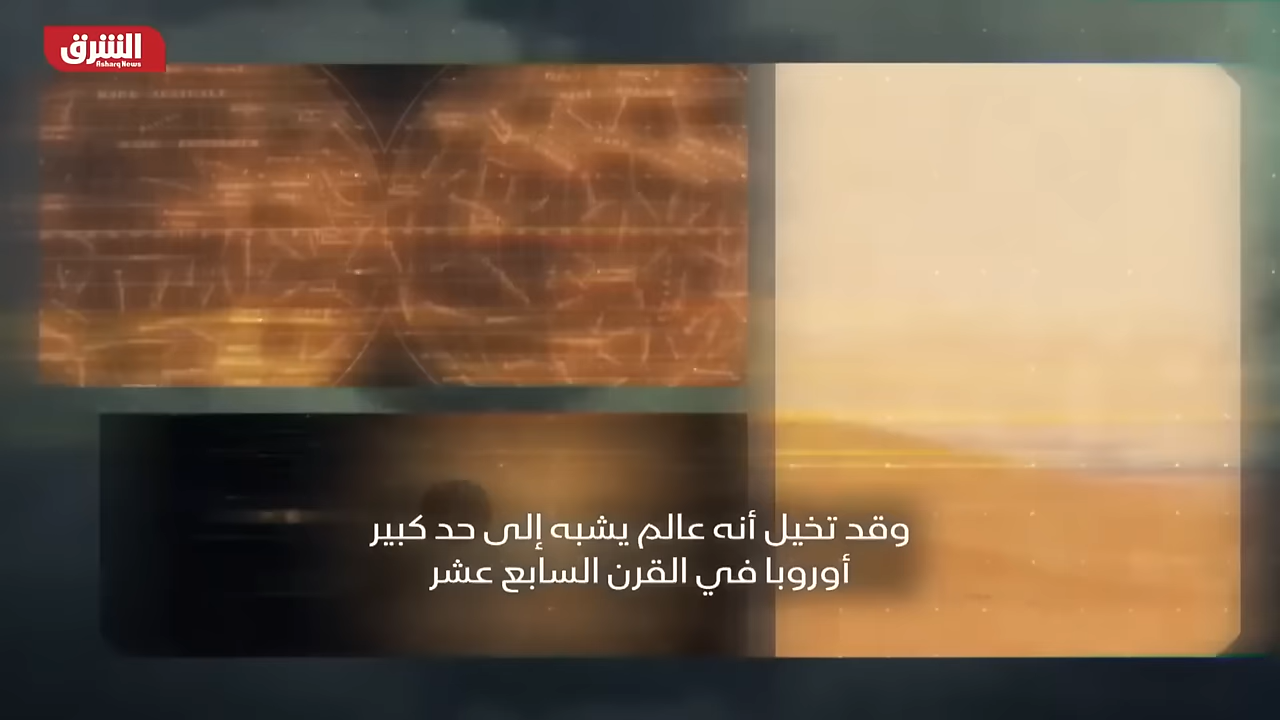 الشرق
Asharq News
وقد تخيل أنه عالم يشبه إلى حد كبير
أوروبا في القرن السابع عشر